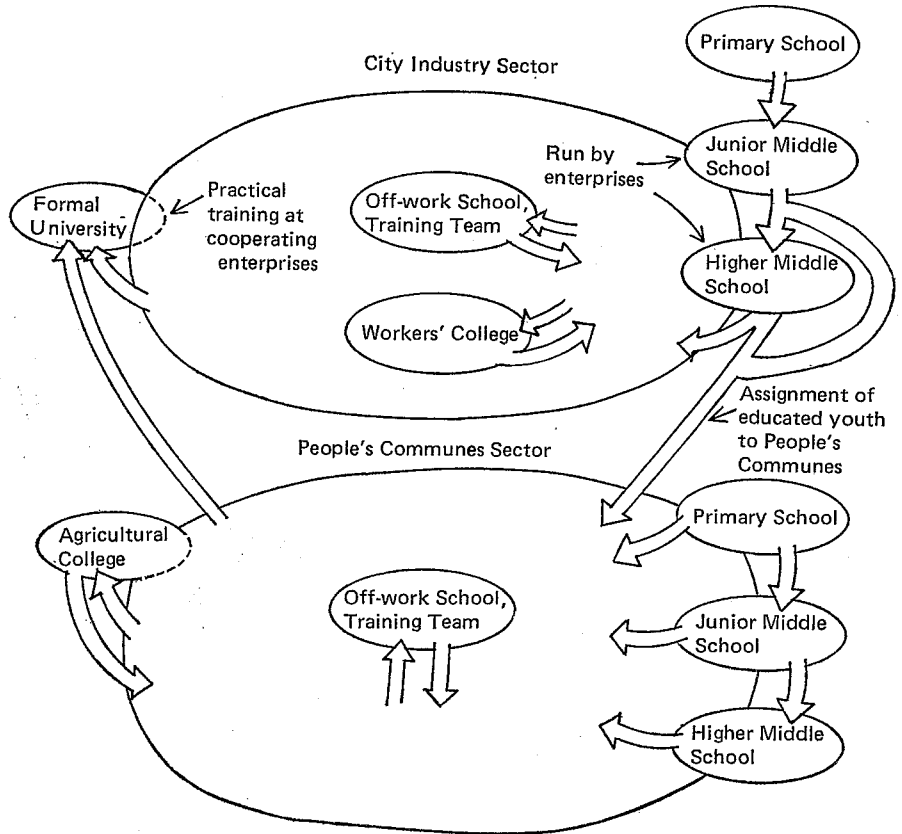 Primary School
City Industry Sector
Junior Middle
School
Run by
enterprises
Formal
University
Practical
training at
cooperating
enterprises
Off-work School,
Training Team
Higher Middle
School
Workers' College
Assignment of
educated youth
to People's
Communes
People's Communes Sector
Primary School
Agricultural
College
Off-work School,
Training Team
Junior Middle
School
Higher Middle
School